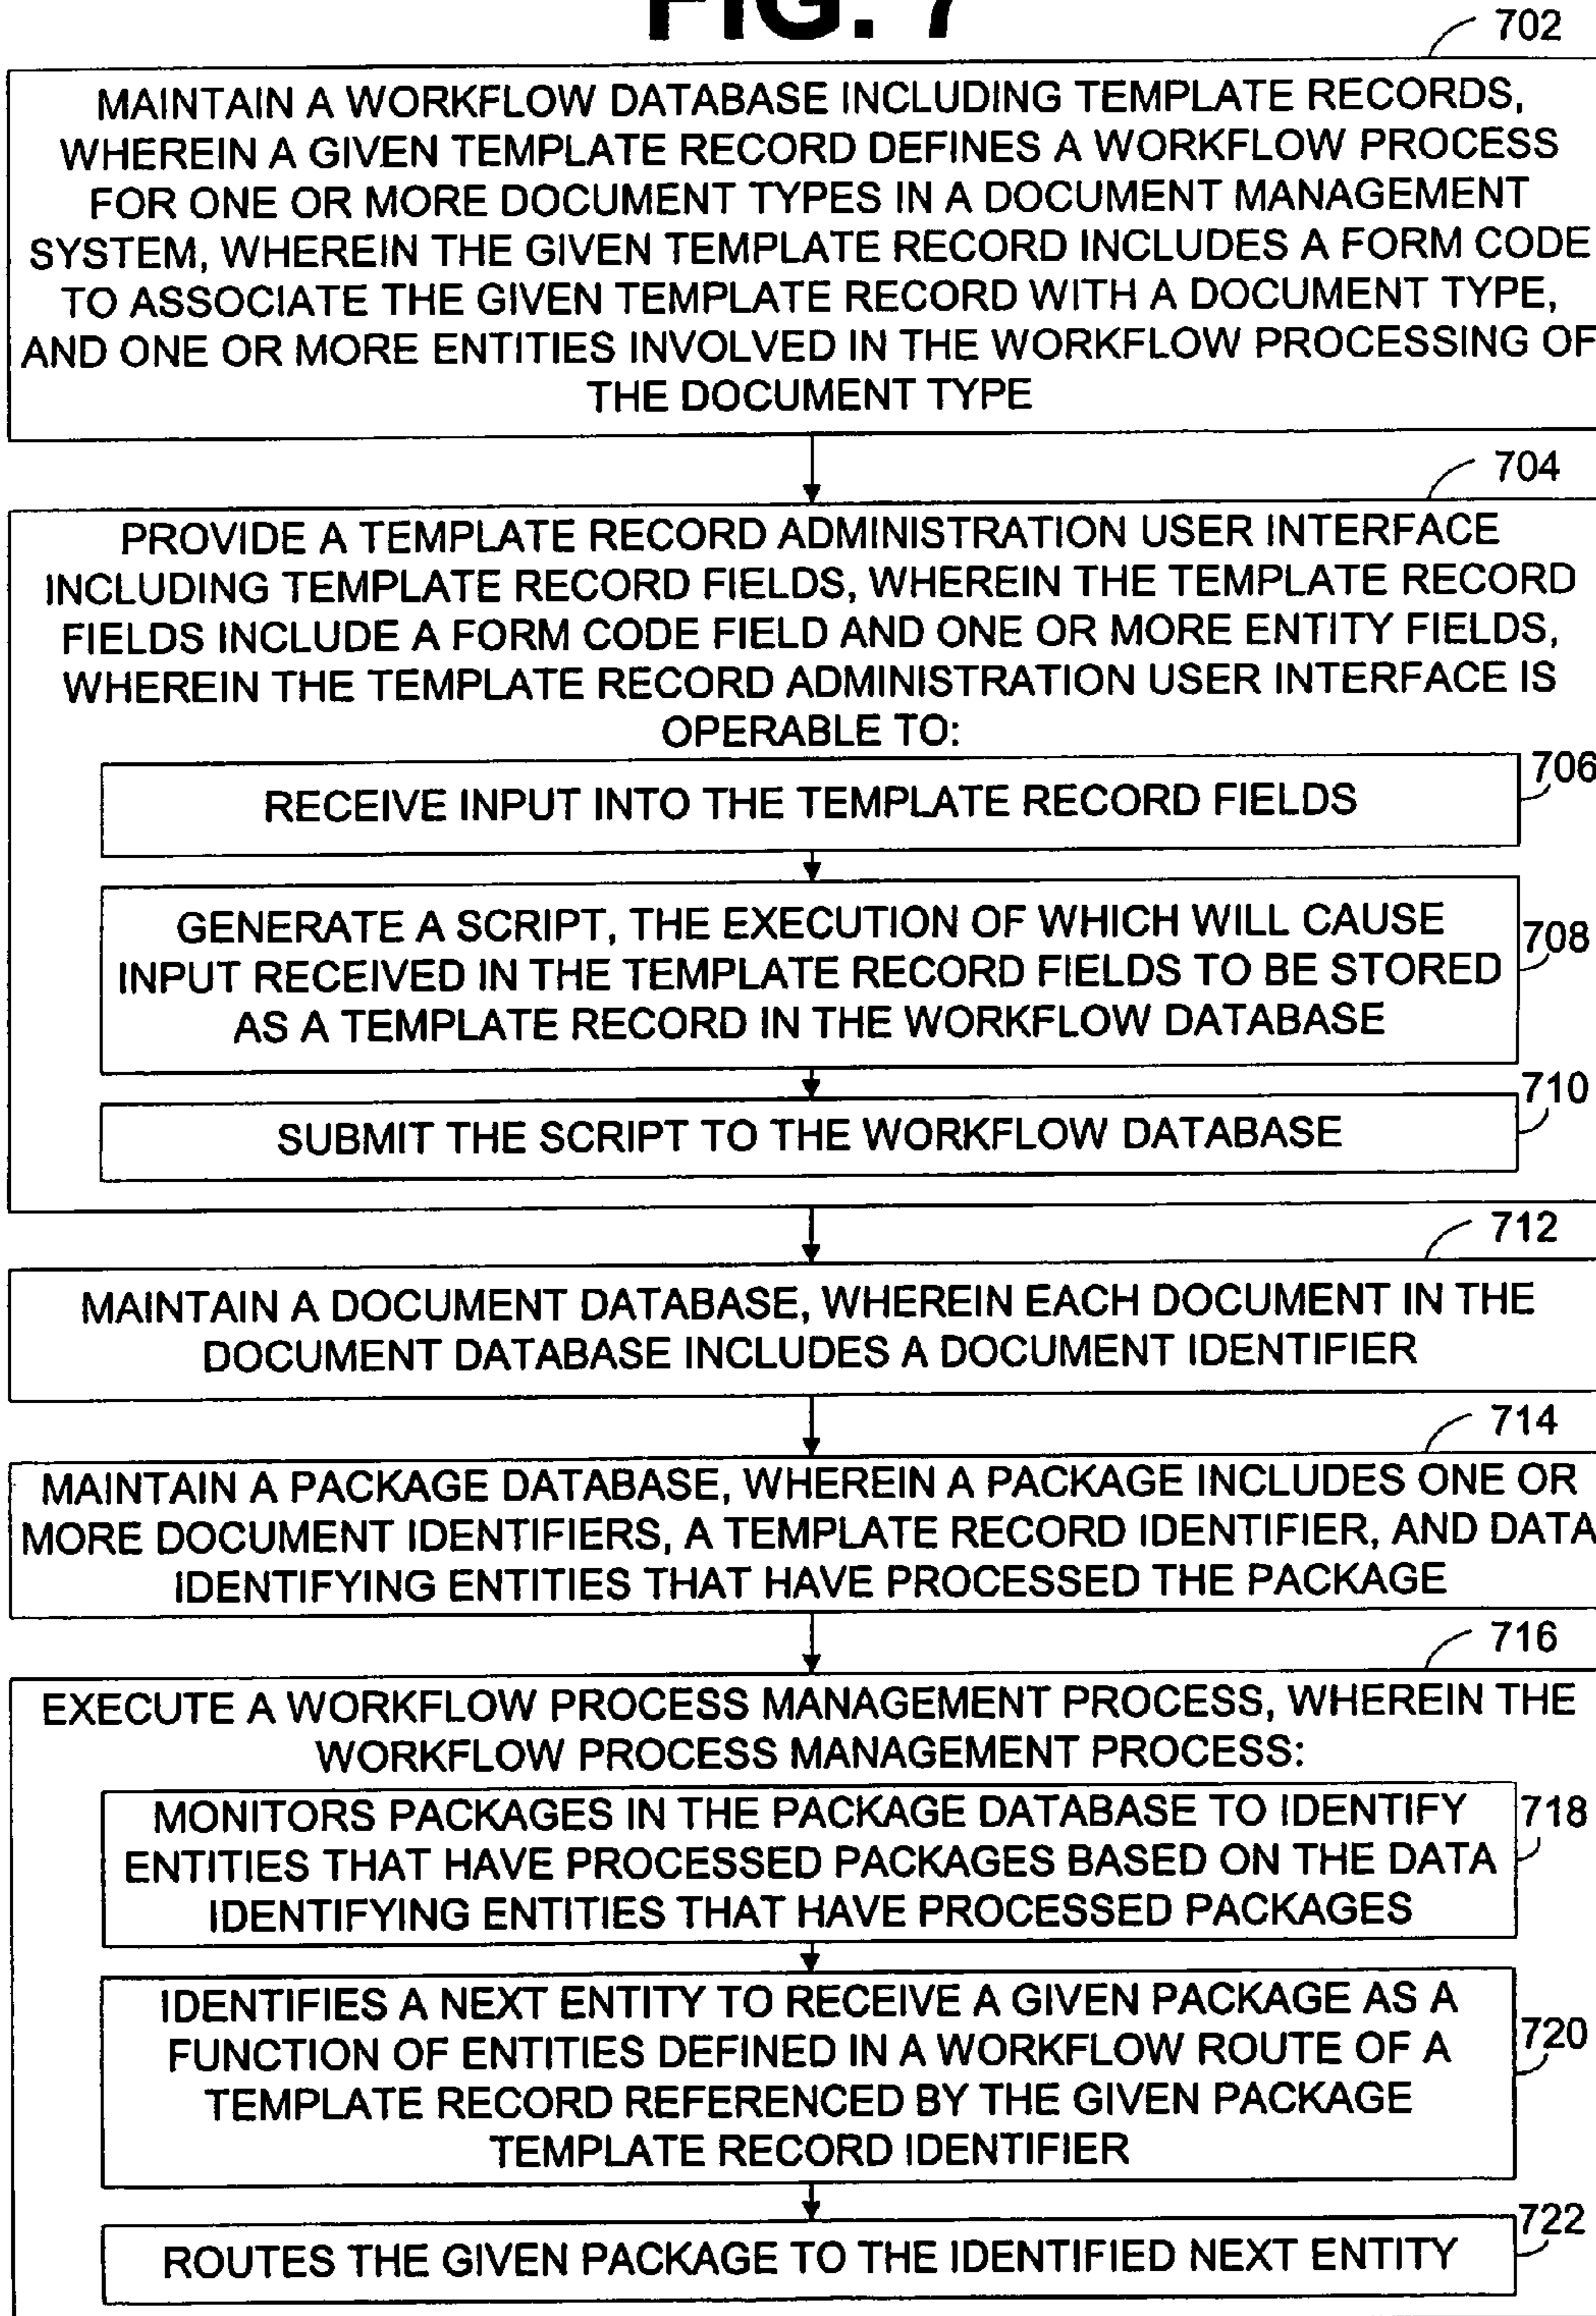 FIG. 7
702
MAINTAIN A WORKFLOW DATABASE INCLUDING TEMPLATE RECORDS,
WHEREIN A GIVEN TEMPLATE RECORD DEFINES A WORKFLOW PROCESS
FOR ONE OR MORE DOCUMENT TYPES IN A DOCUMENT MANAGEMENT
SYSTEM, WHEREIN THE GIVEN TEMPLATE RECORD INCLUDES A FORM CODE
TO ASSOCIATE THE GIVEN TEMPLATE RECORD WITH A DOCUMENT TYPE,
AND ONE OR MORE ENTITIES INVOLVED IN THE WORKFLOW PROCESSING OF
THE DOCUMENT TYPE
704
PROVIDE A TEMPLATE RECORD ADMINISTRATION USER INTERFACE
INCLUDING TEMPLATE RECORD FIELDS, WHEREIN THE TEMPLATE RECORD
FIELDS INCLUDE A FORM CODE FIELD AND ONE OR MORE ENTITY FIELDS,
WHEREIN THE TEMPLATE RECORD ADMINISTRATION USER INTERFACE IS
OPERABLE TO:
706
RECEIVE INPUT INTO THE TEMPLATE RECORD FIELDS
GENERATE A SCRIPT, THE EXECUTION OF WHICH WILL CAUSE
708
INPUT RECEIVED IN THE TEMPLATE RECORD FIELDS TO BE STORED
AS A TEMPLATE RECORD IN THE WORKFLOW DATABASE
710
SUBMIT THE SCRIPT TO THE WORKFLOW DATABASE
712
MAINTAIN A DOCUMENT DATABASE, WHEREIN EACH DOCUMENT IN THE
DOCUMENT DATABASE INCLUDES A DOCUMENT IDENTIFIER
714
MAINTAIN A PACKAGE DATABASE, WHEREIN A PACKAGE INCLUDES ONE OR
MORE DOCUMENT IDENTIFIERS, A TEMPLATE RECORD IDENTIFIER, AND DATA
IDENTIFYING ENTITIES THAT HAVE PROCESSED THE PACKAGE
716
EXECUTE A WORKFLOW PROCESS MANAGEMENT PROCESS, WHEREIN THE
WORKFLOW PROCESS MANAGEMENT PROCESS:
MONITORS PACKAGES IN THE PACKAGE DATABASE TO IDENTIFY
718
ENTITIES THAT HAVE PROCESSED PACKAGES BASED ON THE DATA
IDENTIFYING ENTITIES THAT HAVE PROCESSED PACKAGES
IDENTIFIES A NEXT ENTITY TO RECEIVE A GIVEN PACKAGE AS A
720
FUNCTION OF ENTITIES DEFINED IN A WORKFLOW ROUTE OF A
TEMPLATE RECORD REFERENCED BY THE GIVEN PACKAGE
TEMPLATE RECORD IDENTIFIER
722
ROUTES THE GIVEN PACKAGE TO THE IDENTIFIED NEXT ENTITY